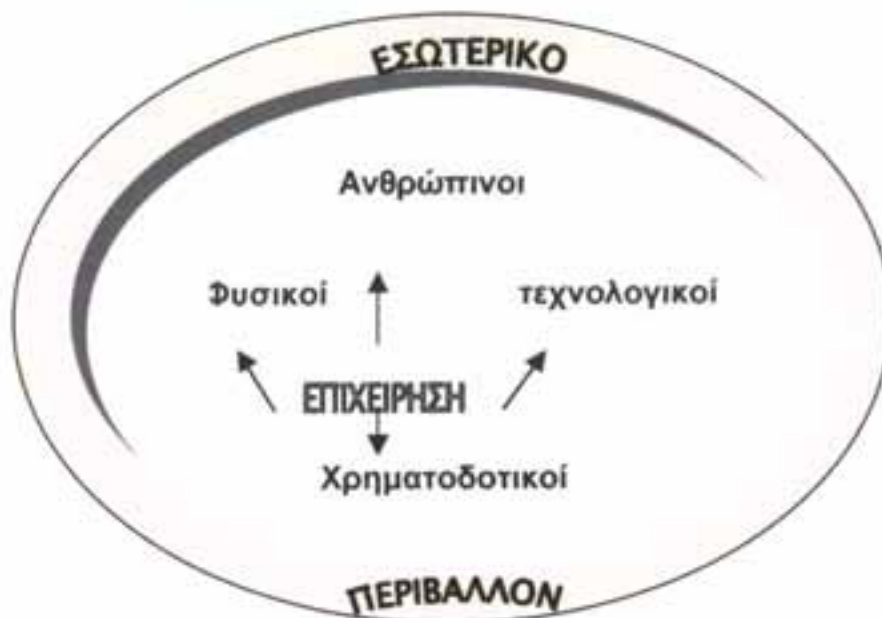 ΕΣΩΤΕΡΙΚΟ
Ανθρώπινοι
Φυσικοί τεχνολογικοί
ΕΠΙΧΕΙΡΗΣΗ
Χρηματοδοτικοί
ΠΕΡΙΒΑΛΛΟΝ